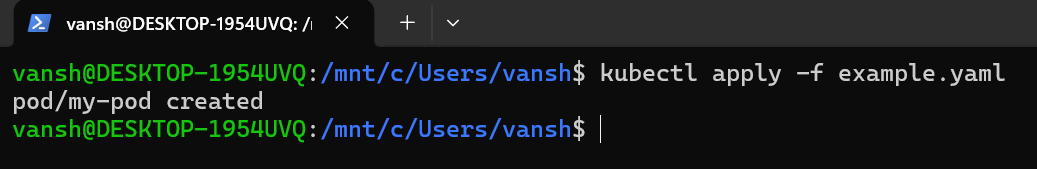 vansh@DESKTOP-1954UVQ: /
vansh@DESKTOP-1954UVQ:/mnt/c/Users/vansh$ kubectl apply -f example.yaml
pod/my-pod created
vansh@DESKTOP-1954UVQ:/mnt/c/Users/vansh$